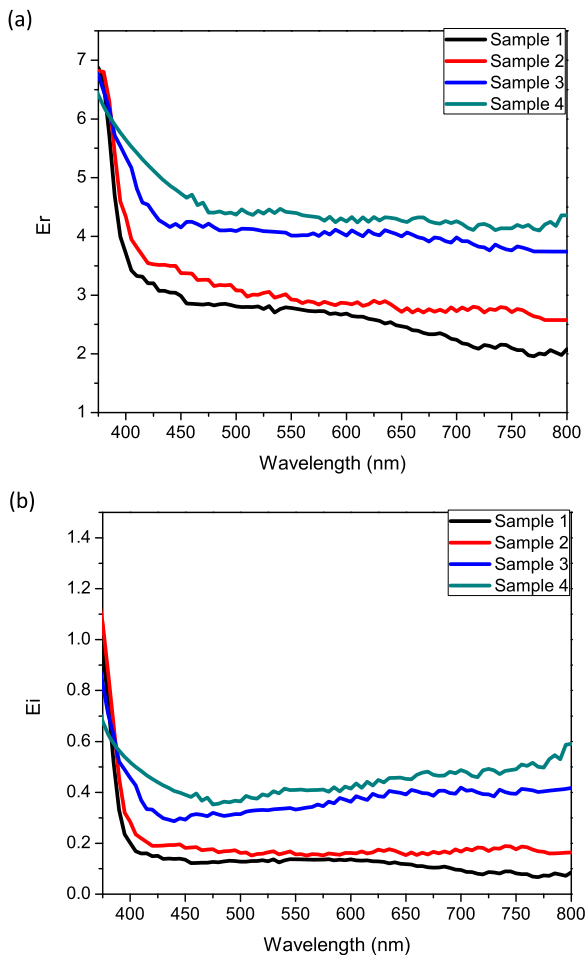 (a)
Sample 1
Sample 2
Sample 3
Sample 4
7
6
5
4
3
2
1
Er
400 450 500 550 600 650 700 750 800
Wavelength (nm)
(b)
Sample 1
Sample 2
Sample 3
Sample 4
1.4
1.2
1.0
0.8
0.6
0.4
0.2
0.0
Ei
400 450 500 550 600 650 700 750 800
Wavelength (nm)